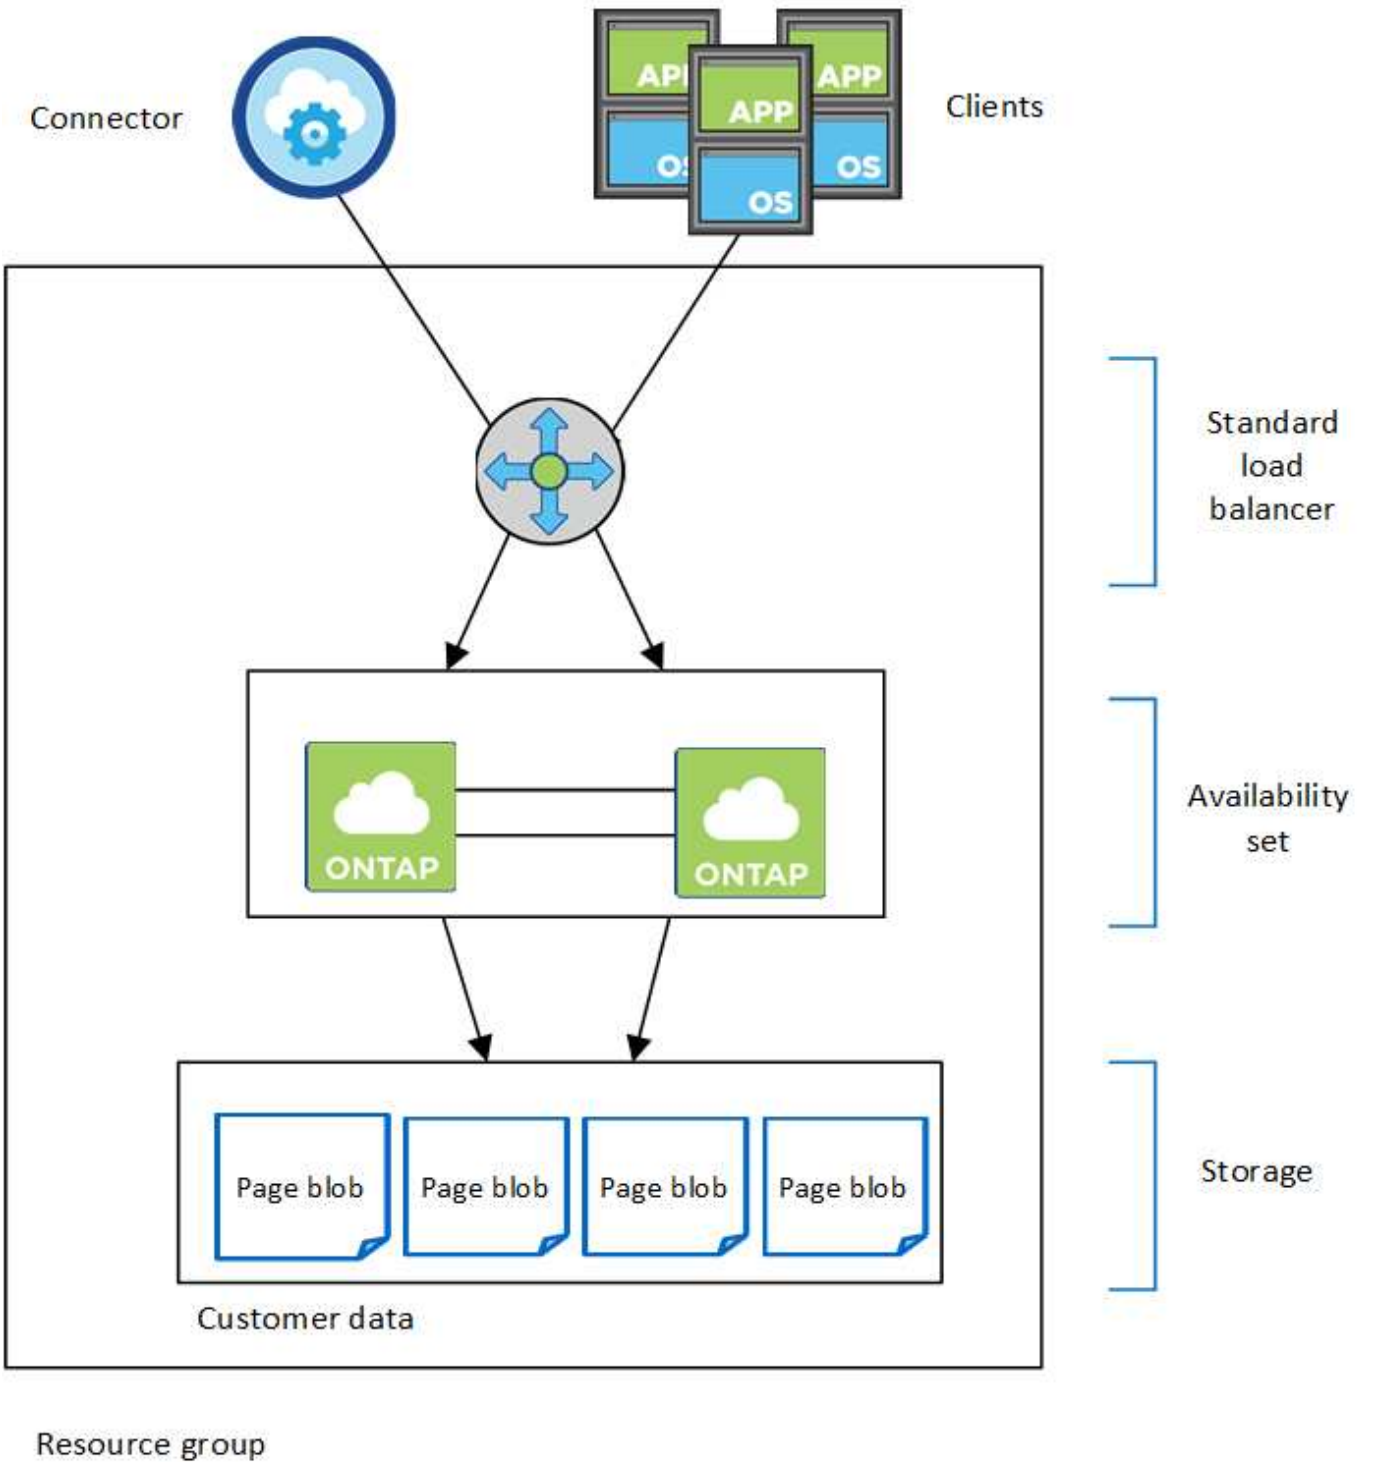 Connector
APP
APP
APP
OS
OS
OS
Clients
Standard
load
balancer
ONTAP
ONTAP
Availability
set
Page blob
Page blob
Page blob
Page blob
Storage
Customer data
Resource group